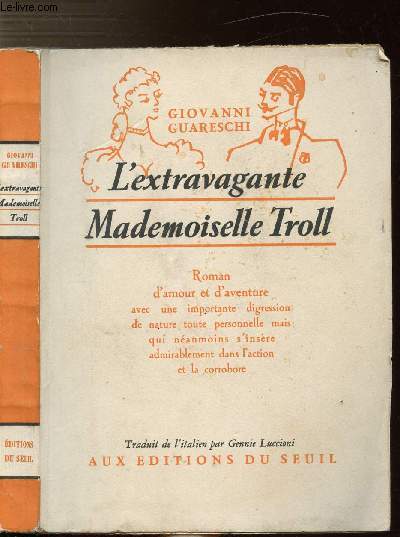 www.le-livre.com
GIOVANNI
GUARESCHI
L'extravagante
Mademoiselle
Troll
ÉDITIONS
DU SEUIL
GIOVANNI
GUARESCHI
L'extravagante
Mademoiselle Troll
Roman
d'amour et d'aventure
avec une importante digression
de nature toute personnelle mais
qui néanmoins s'insère
admirablement dans l'action
et la corrobore
Traduit de l'italien par Gennie Luccioni
AUX EDITIONS DU SEUIL